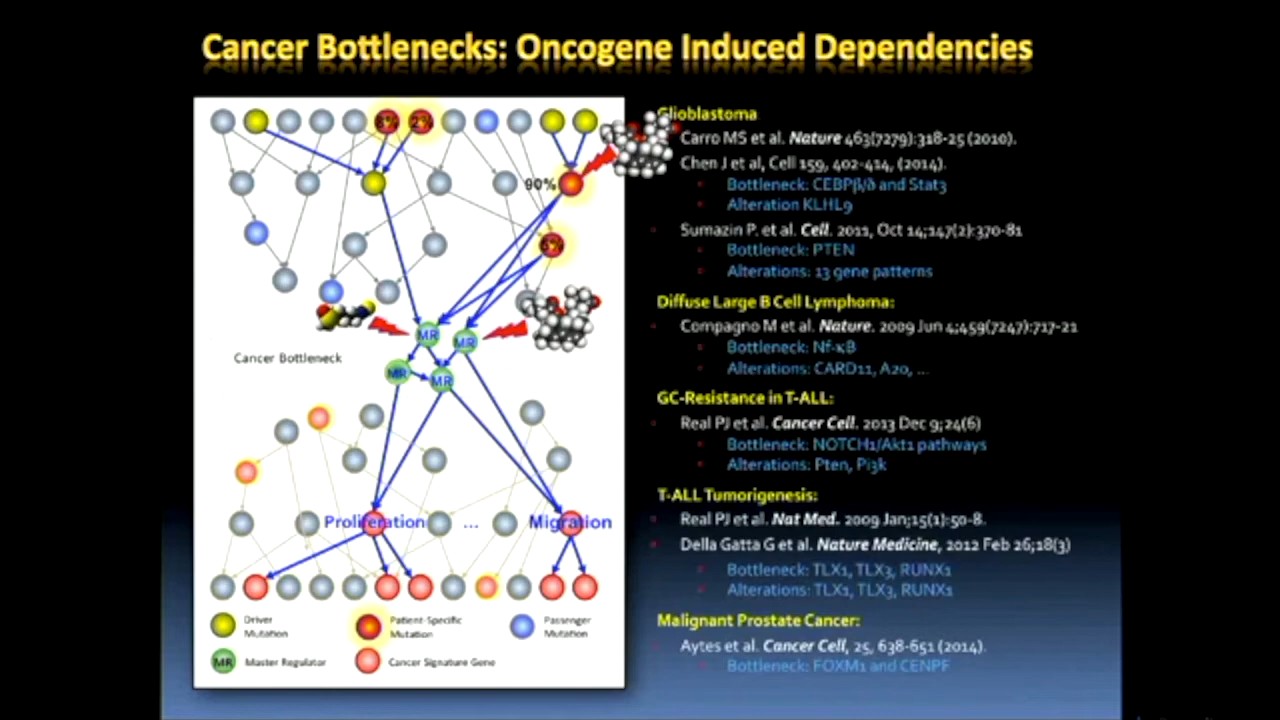 Cancer Bottlenecks: Oncogene Induced Dependencies
8% 2%
90%
6%
MR MR
MR MR
Cancer Bottleneck
Proliferation ... Migration
Driver Mutation
Patient-Specific Mutation
Passenger Mutation
MR Master Regulator
Cancer Signature Gene
Glioblastoma
Carro MS et al. Nature 463(7279):318-25 (2010).
Chen J et al, Cell 159, 402-414, (2014).
Bottleneck: CEBPβ/δ and Stat3
Alteration KLHL9
Sumazin P. et al. Cell. 2011, Oct 14;147(2):370-81
Bottleneck: PTEN
Alterations: 13 gene patterns
Diffuse Large B Cell Lymphoma:
Compagno M et al. Nature. 2009 Jun 4;459(7247):717-21
Bottleneck: Nf-κB
Alterations: CARD11, A20, ...
GC-Resistance in T-ALL:
Real PJ et al. Cancer Cell. 2013 Dec 9;24(6)
Bottleneck: NOTCH1/Akt1 pathways
Alterations: Pten, Pi3k
T-ALL Tumorigenesis:
Real PJ et al. Nat Med. 2009 Jan;15(1):50-8.
Della Gatta G et al. Nature Medicine, 2012 Feb 26;18(3)
Bottleneck: TLX1, TLX3, RUNX1
Alterations: TLX1, TLX3, RUNX1
Malignant Prostate Cancer:
Aytes et al. Cancer Cell, 25, 638-651 (2014).
Bottleneck: FOXM1 and CENPF